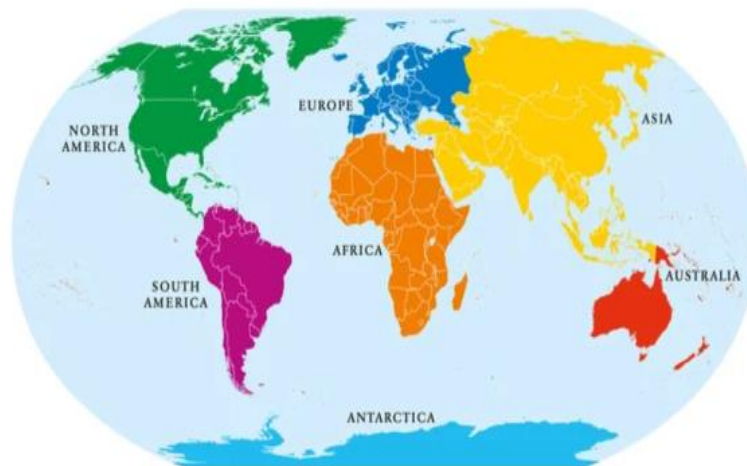 EUROPE
NORTH
AMERICA
ASIA
AFRICA
SOUTH
AMERICA
AUSTRALIA
ANTARCTICA